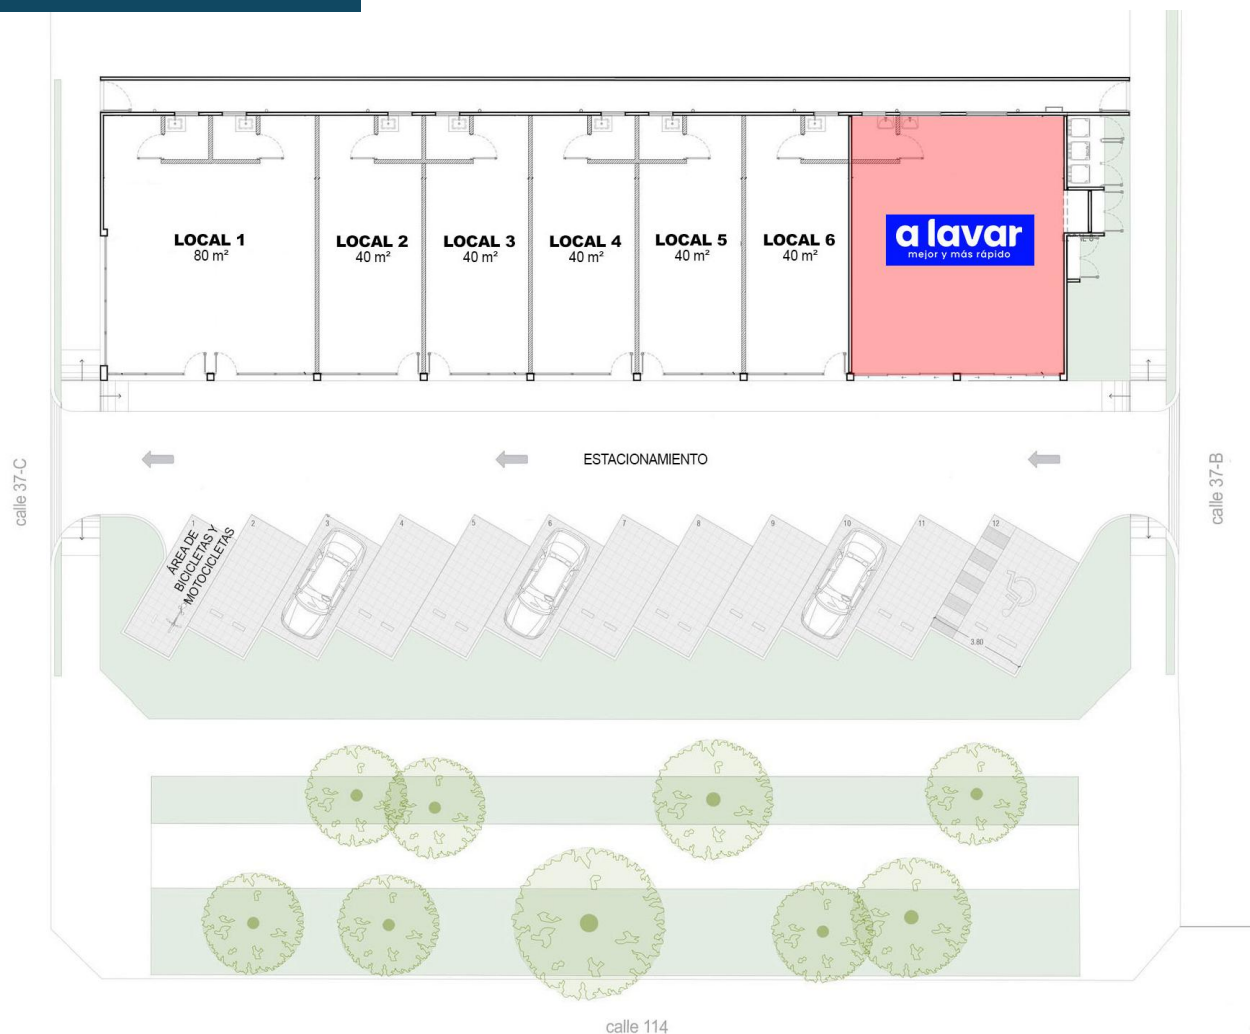 LOCAL 1
80 m²
LOCAL 2
40 m²
LOCAL 3
40 m²
LOCAL 4
40 m²
LOCAL 5
40 m²
LOCAL 6
40 m²
a lavar
mejor y más rápido
calle 37-C
ESTACIONAMIENTO
calle 37-B
1
2
3
4
5
6
7
8
9
10
11
12
ÁREA DE
BICICLETAS Y
MOTOCICLETAS
3.80
calle 114